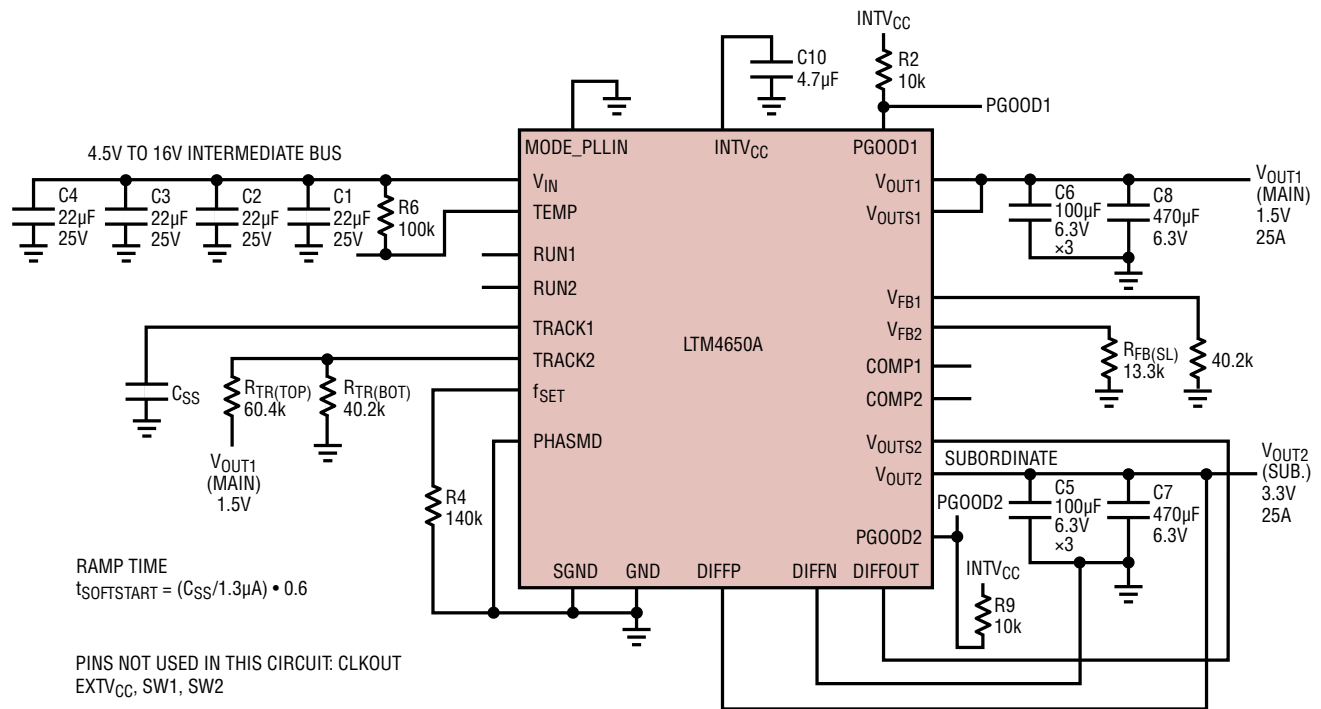 INTVCC
C10
4.7µF
R2
10k
PGOOD1
4.5V TO 16V INTERMEDIATE BUS
C4
22µF
25V
C3
22µF
25V
C2
22µF
25V
C1
22µF
25V
R6
100k
MODE_PLLIN
INTVCC
PGOOD1
VIN
TEMP
RUN1
RUN2
TRACK1
TRACK2
fSET
PHASMD
LTM4650A
VOUT1
VOUTS1
VFB1
VFB2
COMP1
COMP2
VOUTS2
VOUT2
PGOOD2
SGND
GND
DIFFP
DIFFN
DIFFOUT
C6
100µF
6.3V
×3
C8
470µF
6.3V
VOUT1
(MAIN)
1.5V
25A
RFB(SL)
13.3k
40.2k
CSS
RTR(TOP)
60.4k
RTR(BOT)
40.2k
VOUT1
(MAIN)
1.5V
R4
140k
SUBORDINATE
PGOOD2
C5
100µF
6.3V
×3
C7
470µF
6.3V
VOUT2
(SUB.)
3.3V
25A
INTVCC
R9
10k
RAMP TIME
tSOFTSTART = (CSS/1.3µA) • 0.6
PINS NOT USED IN THIS CIRCUIT: CLKOUT
EXTVCC, SW1, SW2